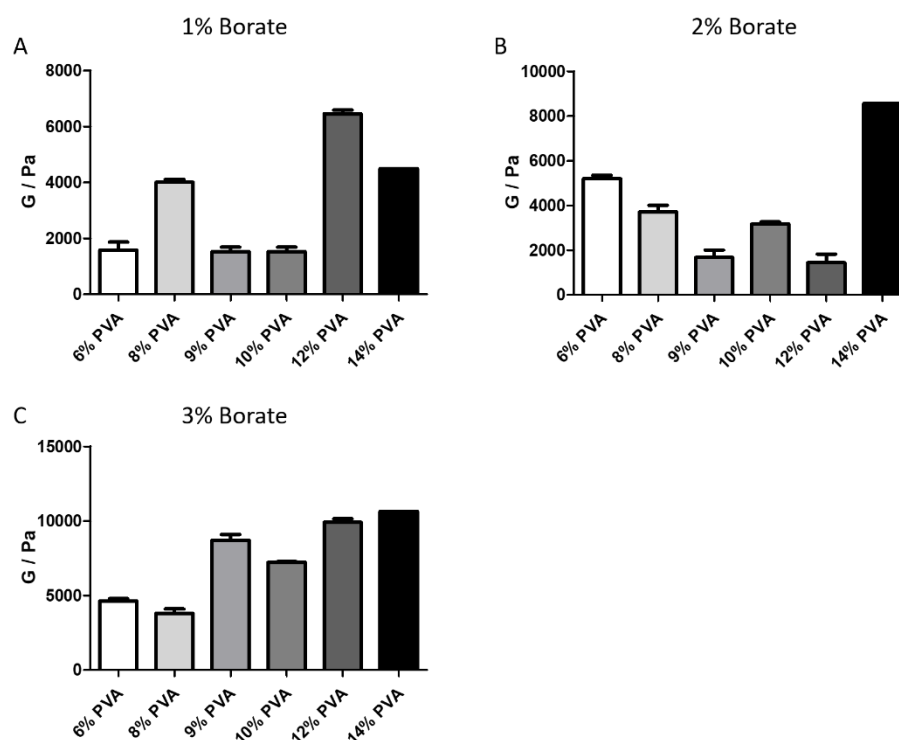 1% Borate
A
8000
6000
4000
2000
0
G / Pa
6% PVA
8% PVA
9% PVA
10% PVA
12% PVA
14% PVA
2% Borate
B
10000
8000
6000
4000
2000
0
G / Pa
6% PVA
8% PVA
9% PVA
10% PVA
12% PVA
14% PVA
C
3% Borate
15000
10000
5000
0
G / Pa
6% PVA
8% PVA
9% PVA
10% PVA
12% PVA
14% PVA